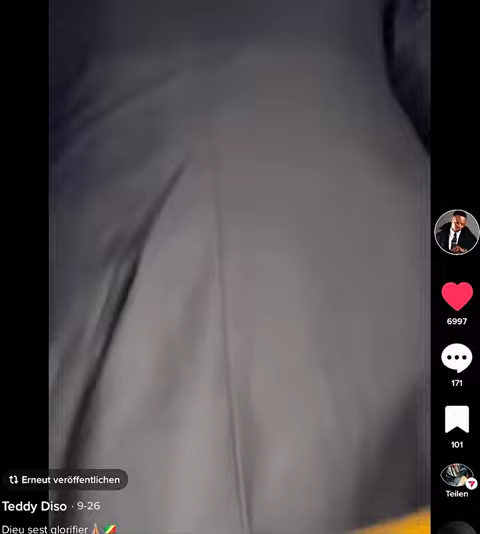 6997
171
101
Teilen
Erneut veröffentlichen
Teddy Diso · 9-26
Dieu sest glorifier 🙏🏽 🇨🇬